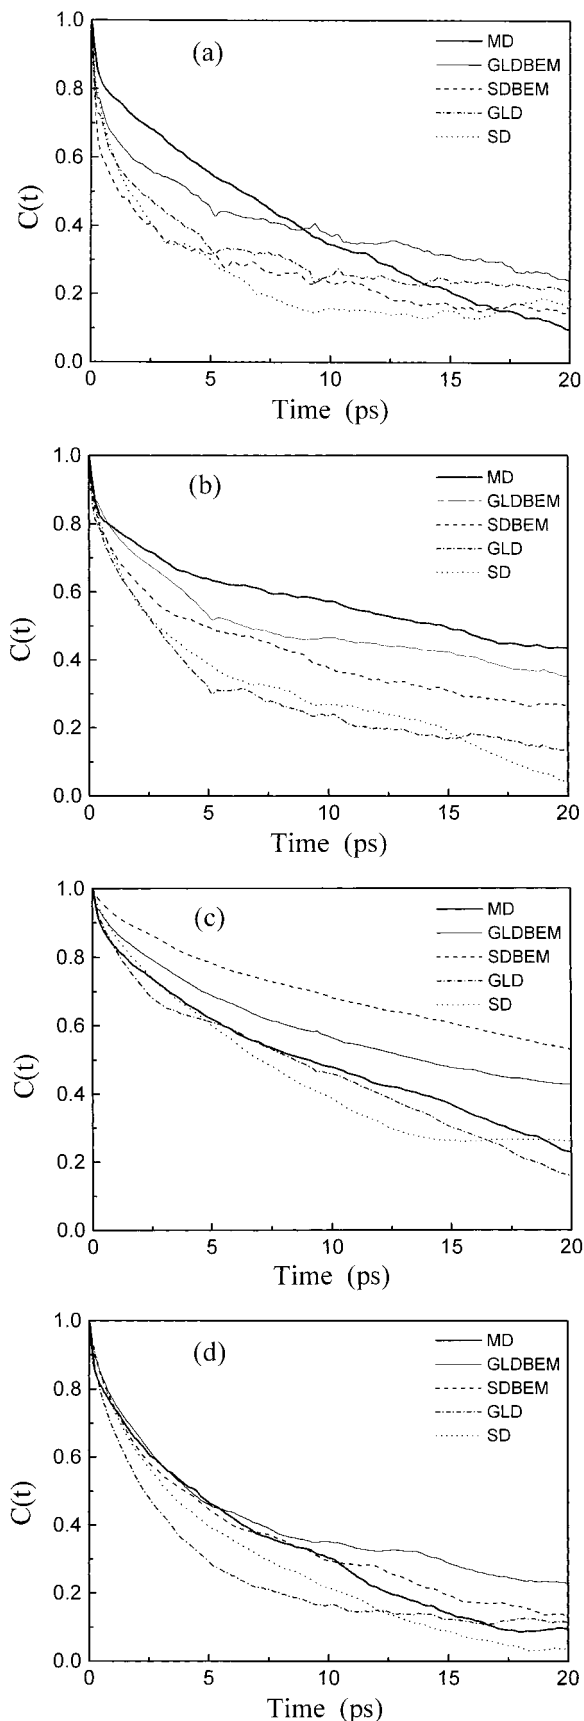 (a)
MD
GLDBEM
SDBEM
GLD
SD
C(t)
1.0
0.8
0.6
0.4
0.2
0.0
0 5 10 15 20
Time (ps)
(b)
MD
GLDBEM
SDBEM
GLD
SD
C(t)
1.0
0.8
0.6
0.4
0.2
0.0
0 5 10 15 20
Time (ps)
(c)
MD
GLDBEM
SDBEM
GLD
SD
C(t)
1.0
0.8
0.6
0.4
0.2
0.0
0 5 10 15 20
Time (ps)
(d)
MD
GLDBEM
SDBEM
GLD
SD
C(t)
1.0
0.8
0.6
0.4
0.2
0.0
0 5 10 15 20
Time (ps)